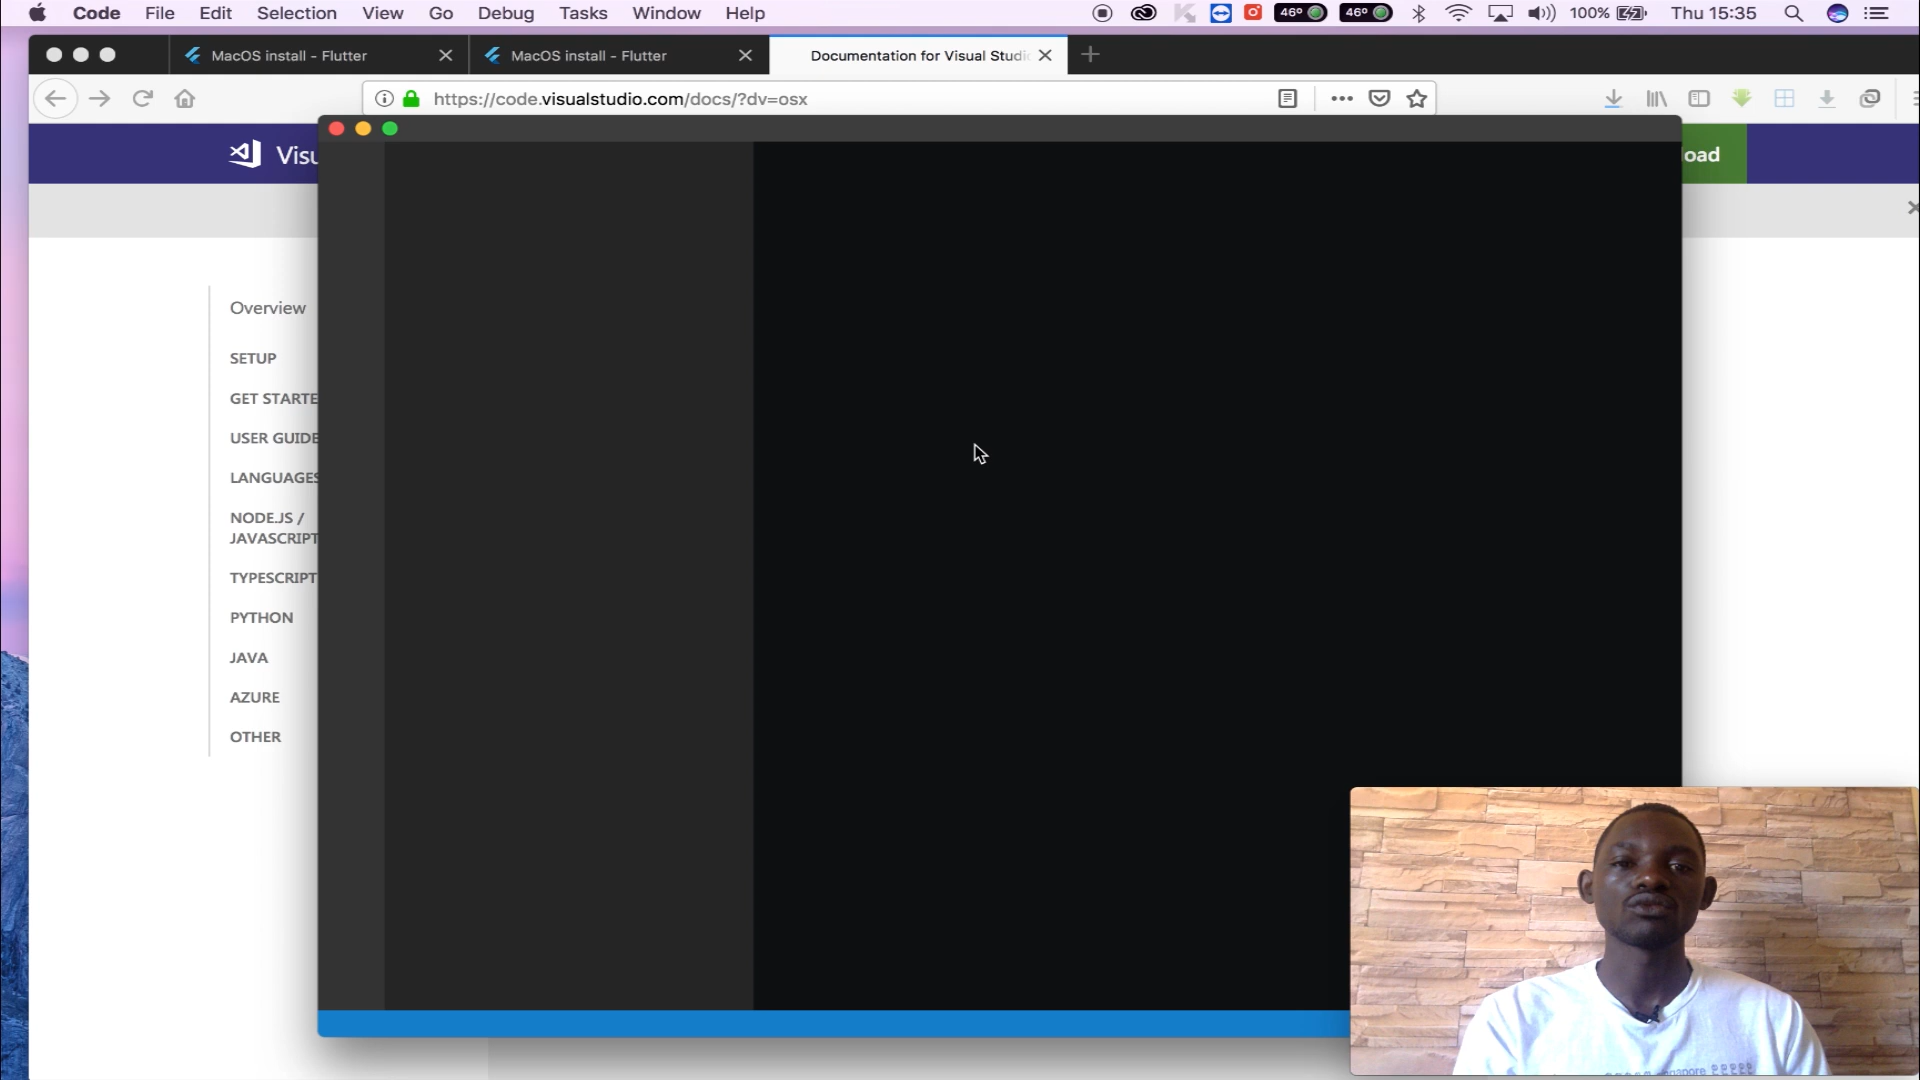 Code File Edit Selection View Go Debug Tasks Window Help 46° 46° 100% Thu 15:35
MacOS install - Flutter MacOS install - Flutter Documentation for Visual Studi
https://code.visualstudio.com/docs/?dv=osx
Overview
SETUP
GET STARTE
USER GUIDE
LANGUAGES
NODE.JS /
JAVASCRIPT
TYPESCRIPT
PYTHON
JAVA
AZURE
OTHER